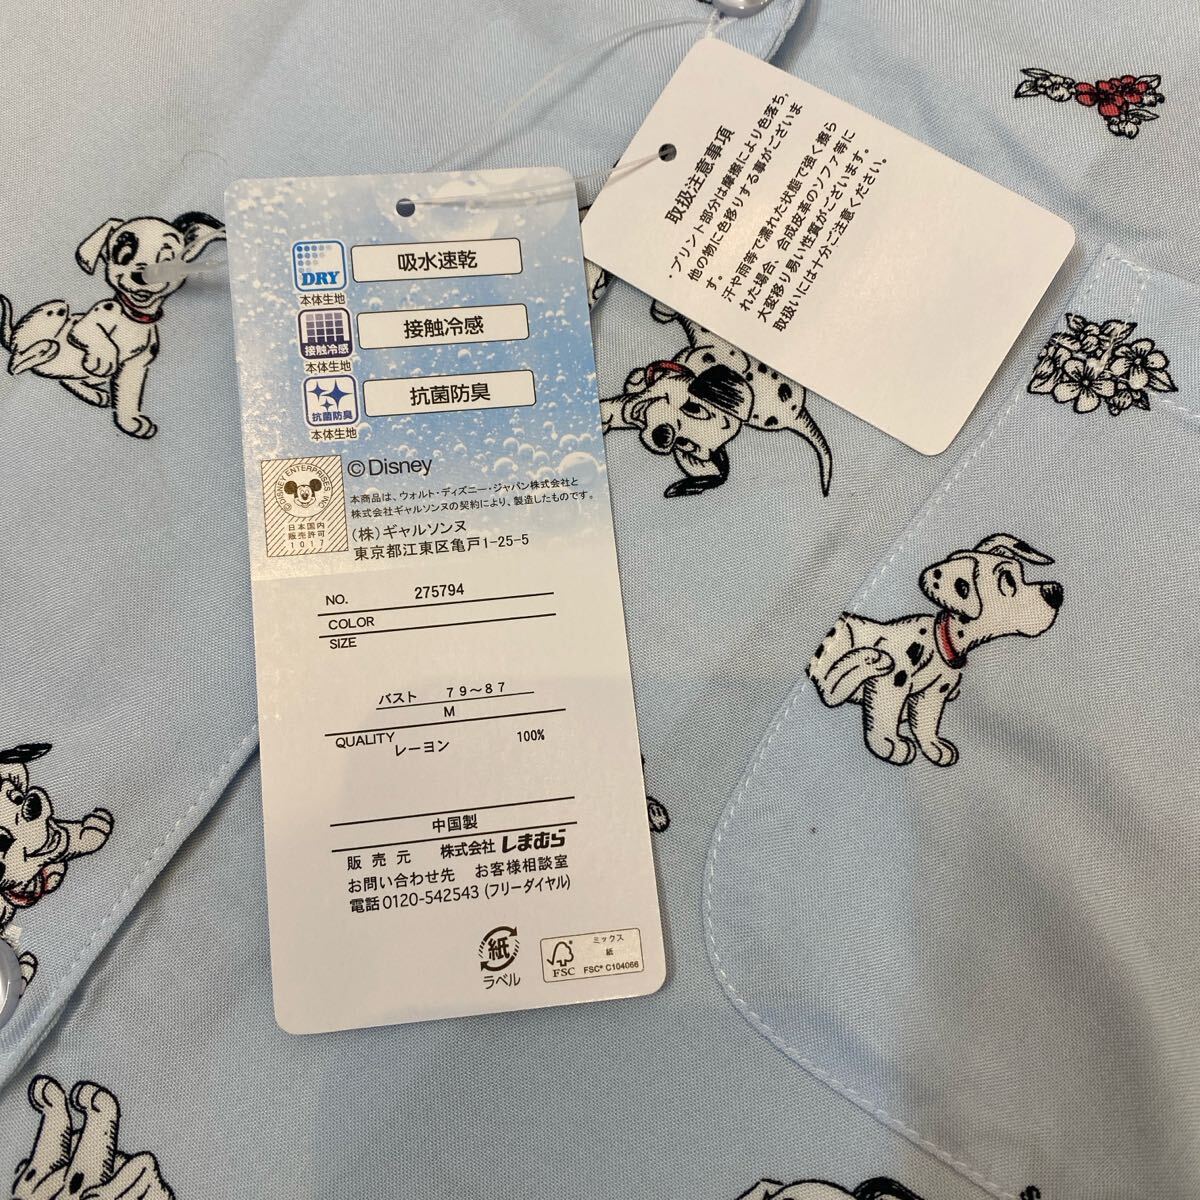 取扱注意事項
・プリント部分は摩擦により色落ち,
他の物に色移りする事がございま
す。
汗や雨等で濡れた状態で強く擦ら
れた場合、合成皮革のソファ等に
大変移り易い性質がございます。
取扱いには十分ご注意ください。
DRY
吸水速乾
本体生地
接触冷感
接触冷感
本体生地
抗菌防臭
抗菌防臭
本体生地
©Disney
© DISNEY ENTERPRISES INC.
日本国内
販売許可
1017
本商品は、ウォルト・ディズニー・ジャパン株式会社と
株式会社ギャルソンヌの契約により、製造したものです。
(株)ギャルソンヌ
東京都江東区亀戸1-25-5
NO. 275794
COLOR
SIZE
バスト 79～87
M
QUALITY レーヨン 100%
中国製
販売元 株式会社 しまむら
お問い合わせ先 お客様相談室
電話0120-542543 (フリーダイヤル)
紙
ラベル
FSC
ミックス
紙
FSC® C104066